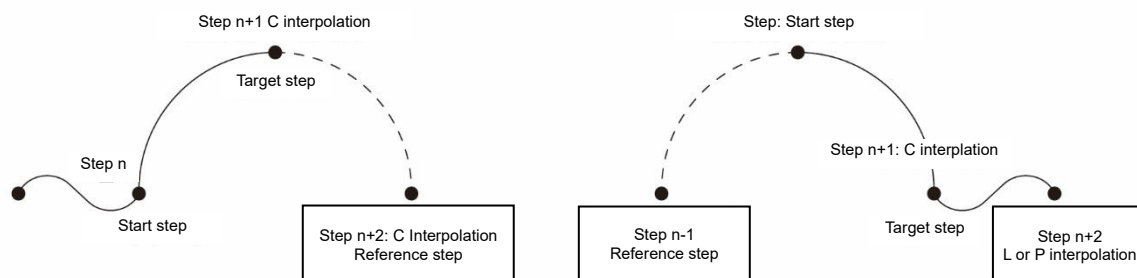 Step n+1 C interpolation
Target step
Step n
Start step
Step n+2: C Interpolation
Reference step
Step: Start step
Step n+1: C interplation
Step n-1
Reference step
Target step
Step n+2
L or P interpolation